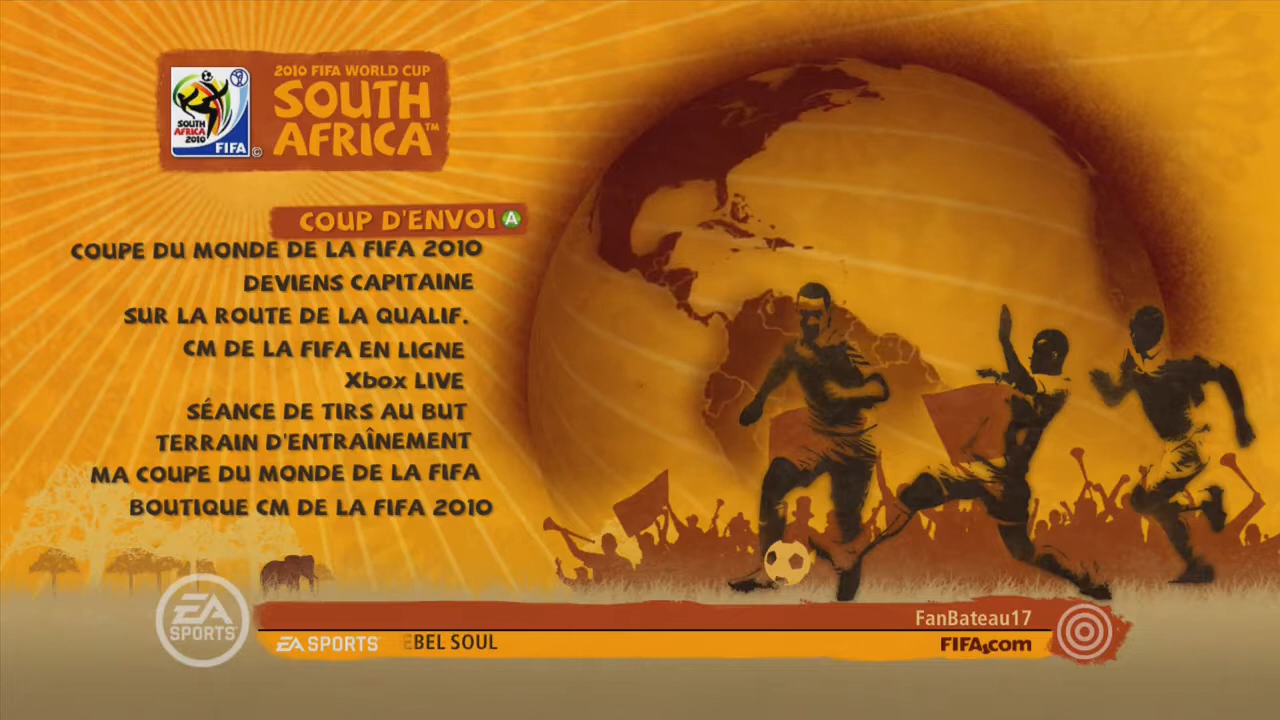 2010 FIFA WORLD CUP
SOUTH
AFRICA™
SOUTH
AFRICA
2010
FIFA
©
COUP D'ENVOI A
COUPE DU MONDE DE LA FIFA 2010
DEVIENS CAPITAINE
SUR LA ROUTE DE LA QUALIF.
CM DE LA FIFA EN LIGNE
Xbox LIVE
SÉANCE DE TIRS AU BUT
TERRAIN D'ENTRAÎNEMENT
MA COUPE DU MONDE DE LA FIFA
BOUTIQUE CM DE LA FIFA 2010
EA
SPORTS
FanBateau17
EA SPORTS EBEL SOUL
FIFA.com